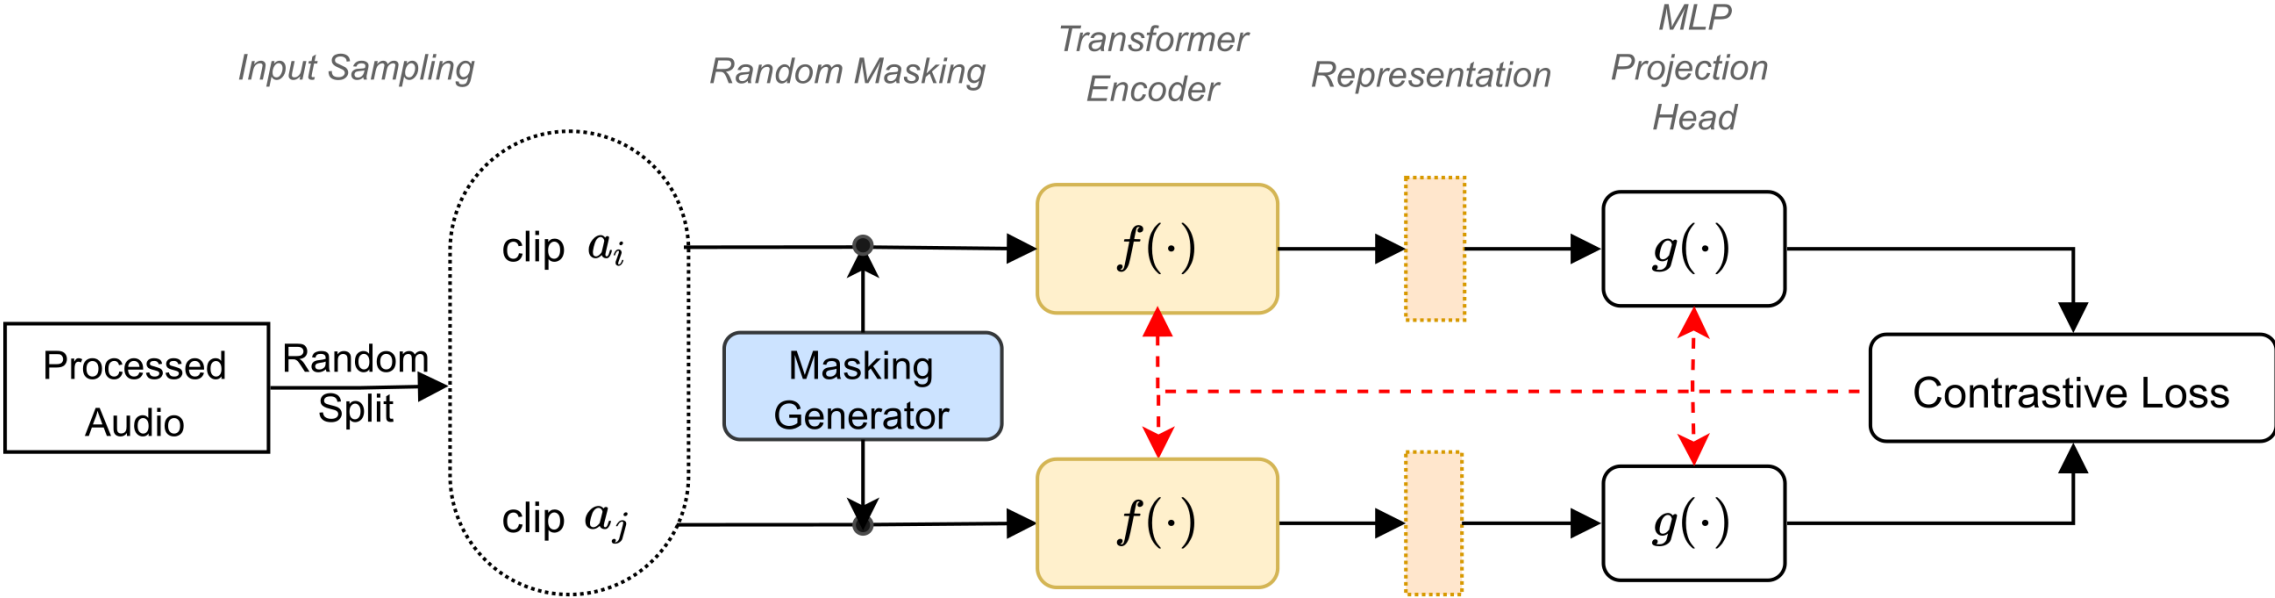 Input Sampling
Random Masking
Transformer
Encoder
Representation
MLP
Projection
Head
Processed
Audio
Random
Split
clip a_i
clip a_j
Masking
Generator
f(·)
f(·)
g(·)
g(·)
Contrastive Loss